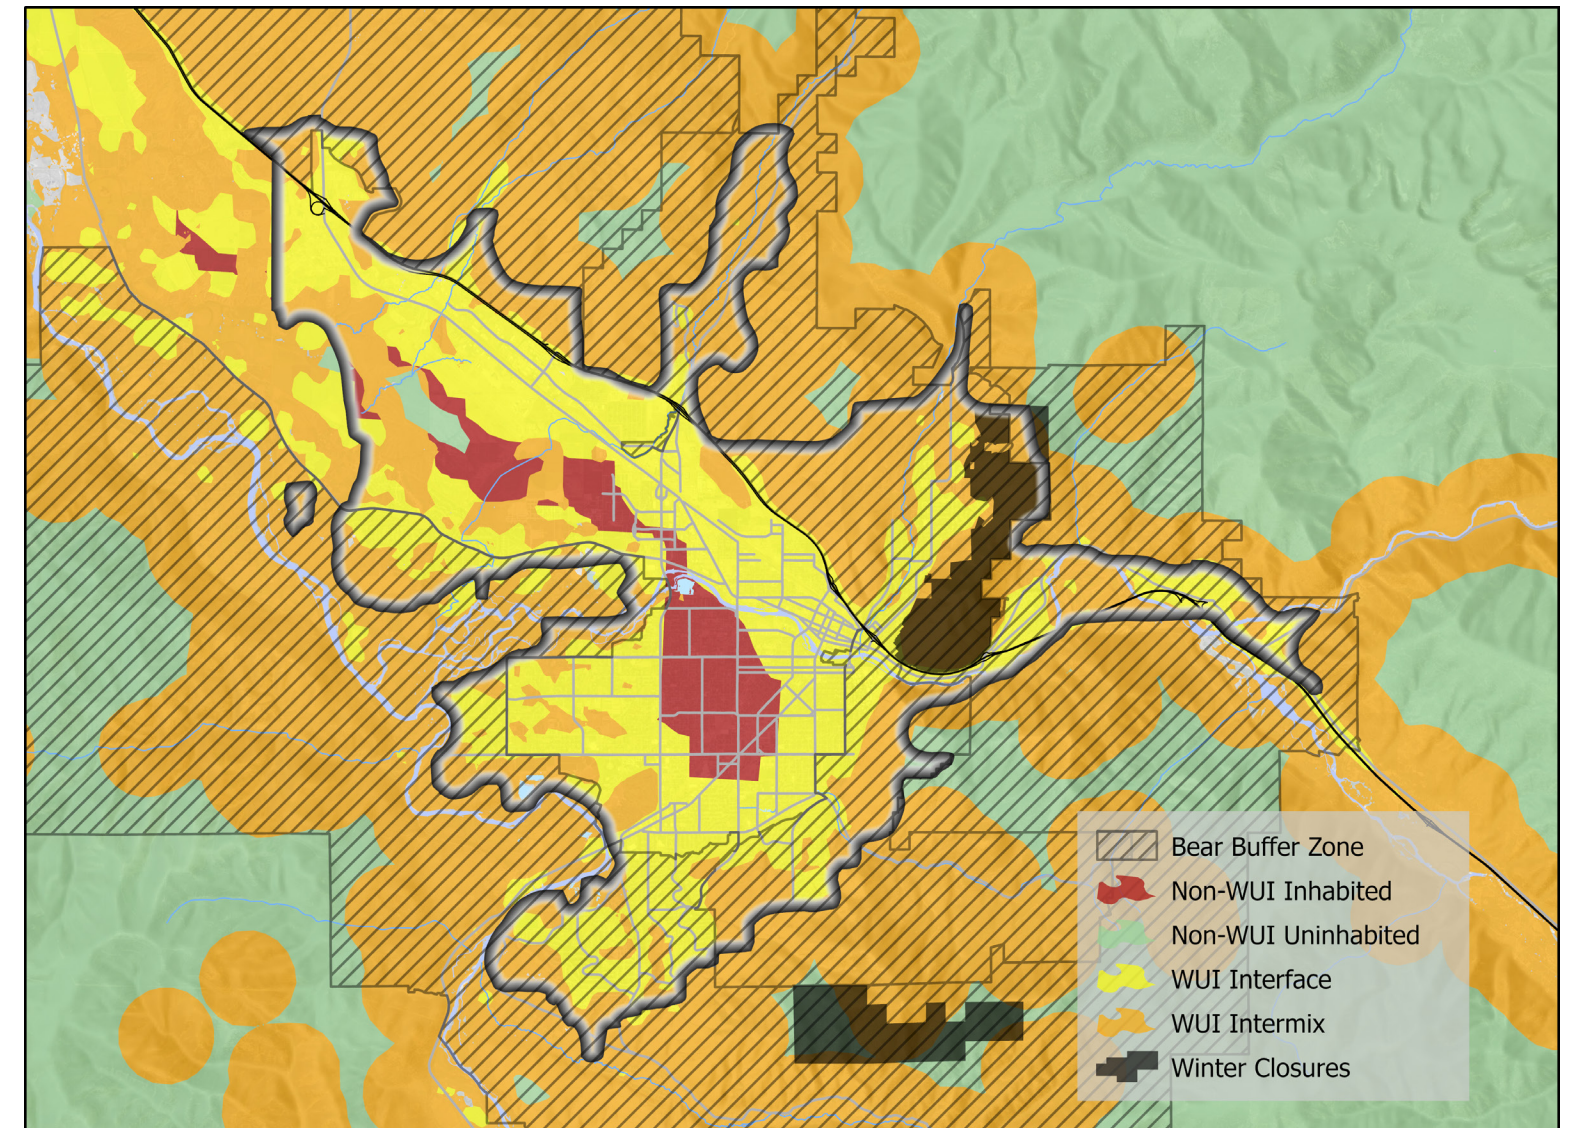 Bear Buffer Zone
Non-WUI Inhabited
Non-WUI Uninhabited
WUI Interface
WUI Intermix
Winter Closures